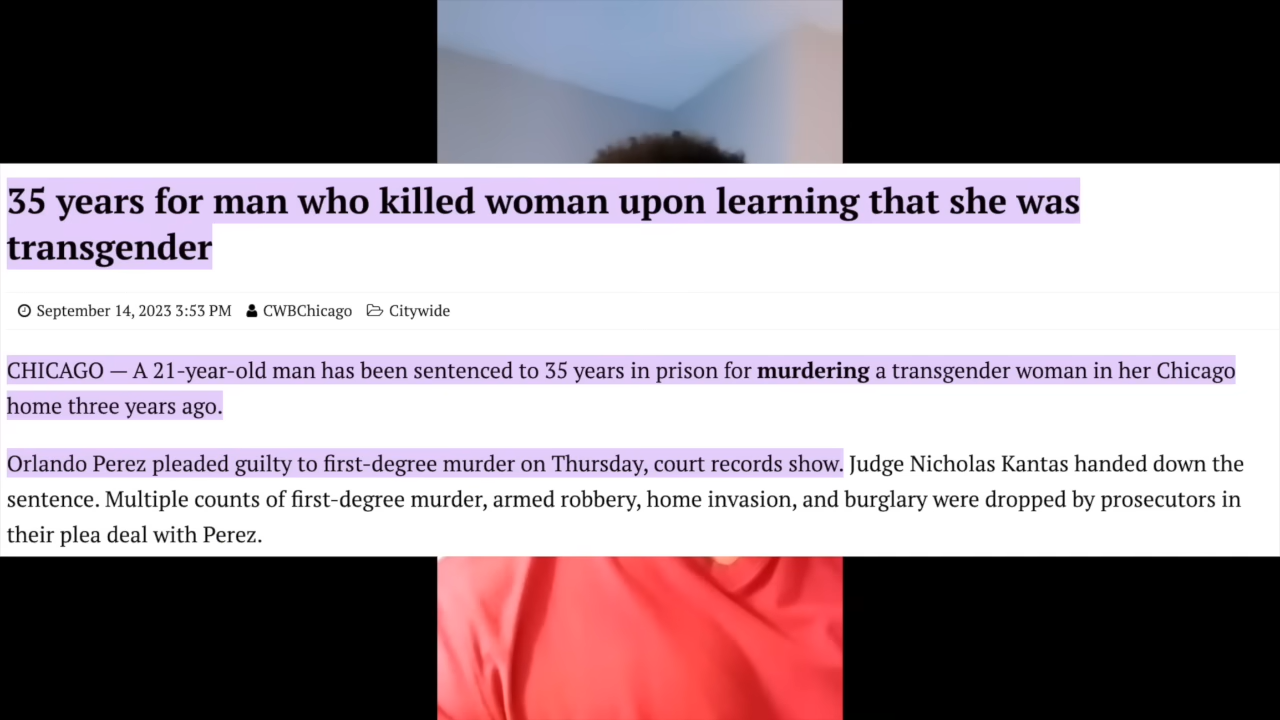 35 years for man who killed woman upon learning that she was
transgender
September 14, 2023 3:53 PM CWBChicago Citywide
CHICAGO — A 21-year-old man has been sentenced to 35 years in prison for murdering a transgender woman in her Chicago
home three years ago.
Orlando Perez pleaded guilty to first-degree murder on Thursday, court records show. Judge Nicholas Kantas handed down the
sentence. Multiple counts of first-degree murder, armed robbery, home invasion, and burglary were dropped by prosecutors in
their plea deal with Perez.